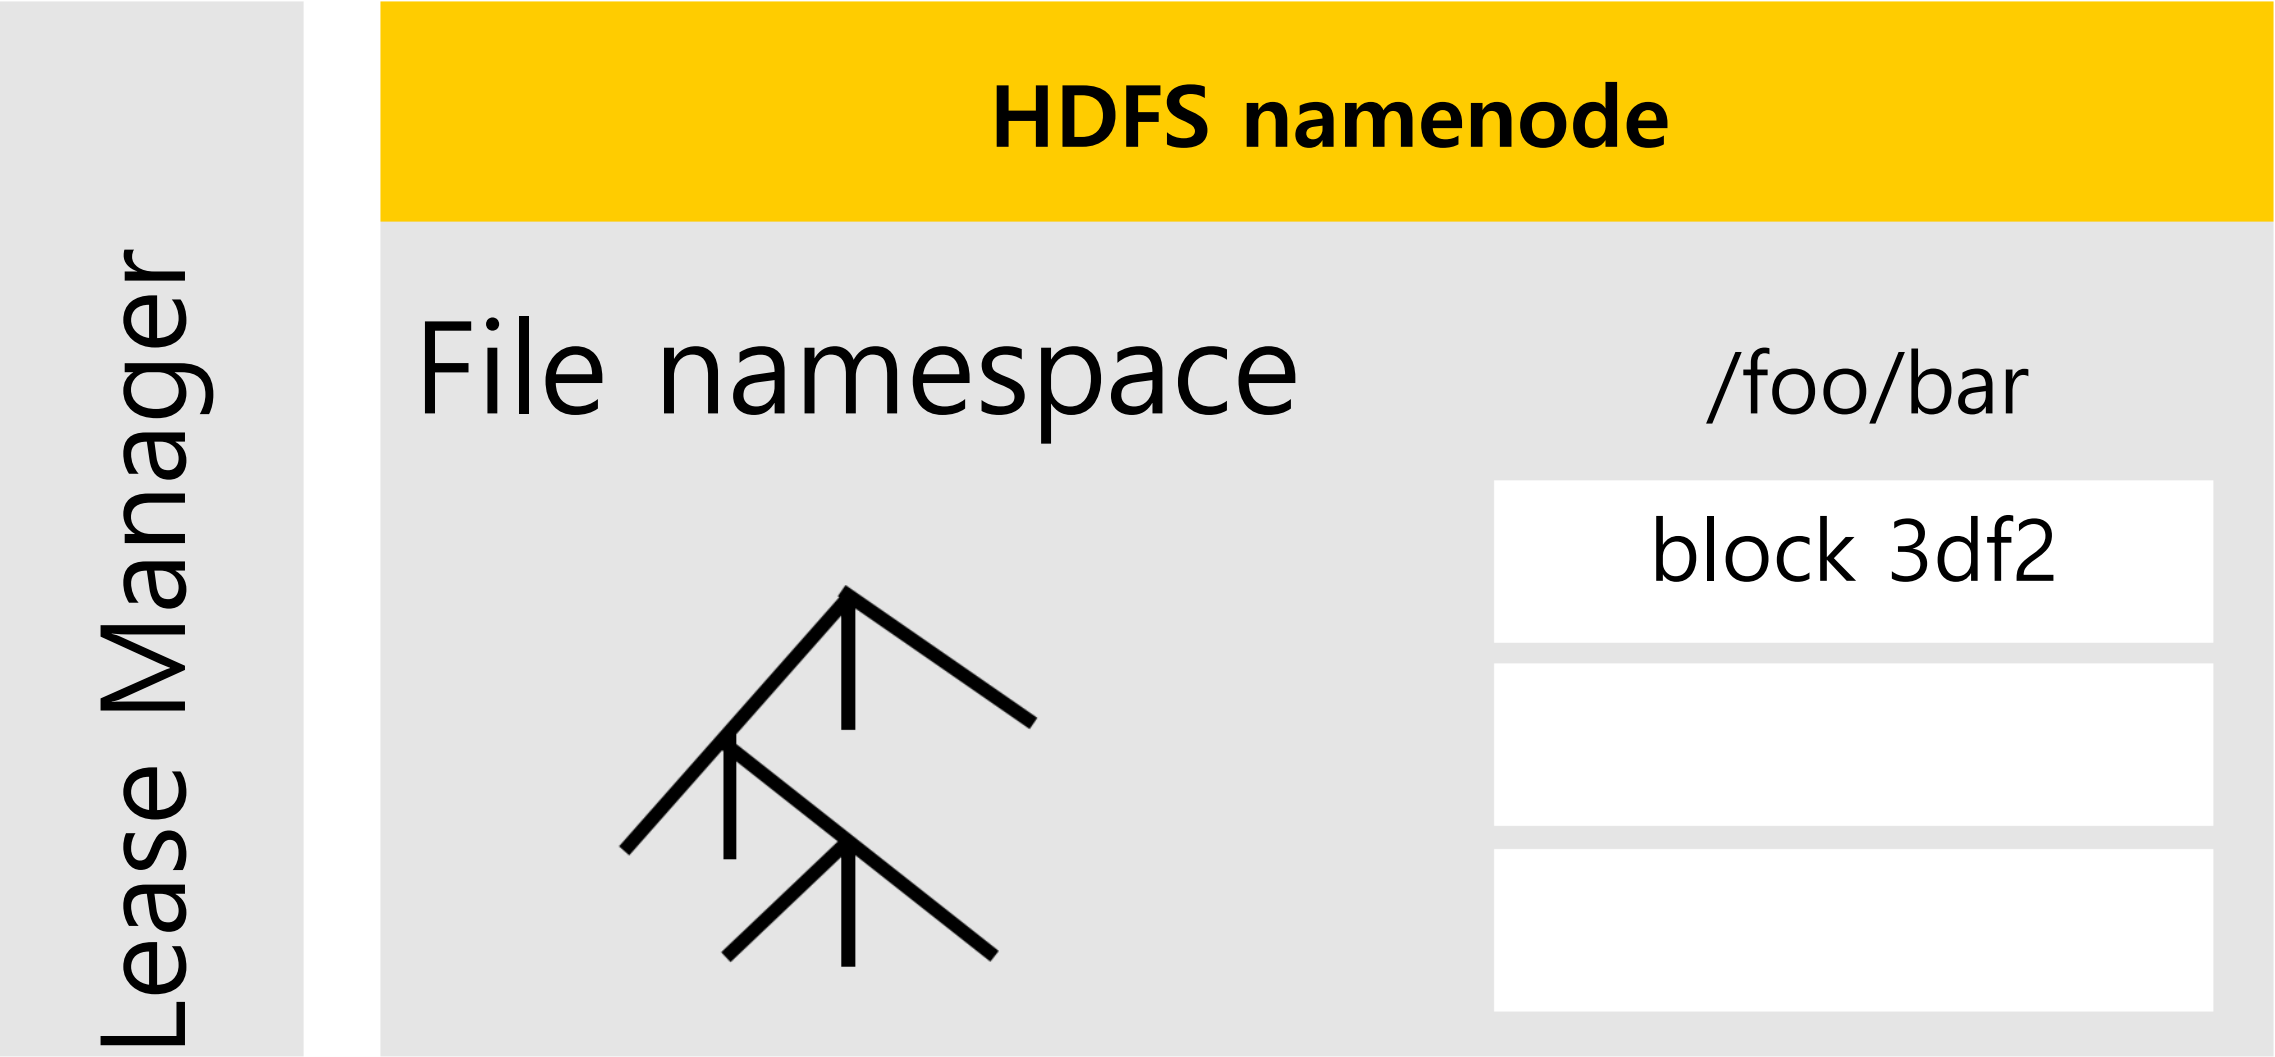 Lease Manager
HDFS namenode
File namespace
/foo/bar
block 3df2